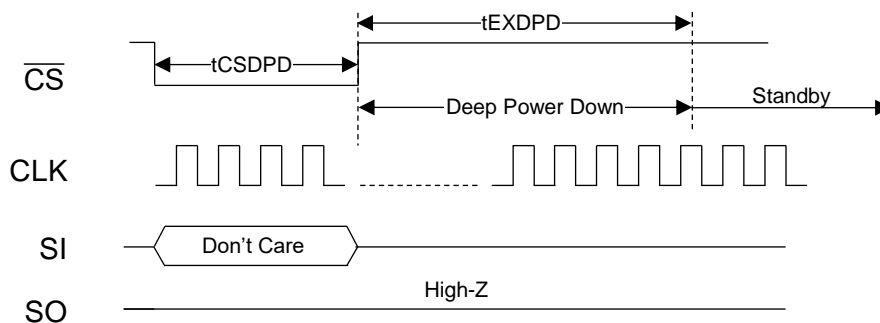 tEXDPD
tCSDPD
CS
Deep Power Down
Standby
CLK
SI
Don't Care
High-Z
SO